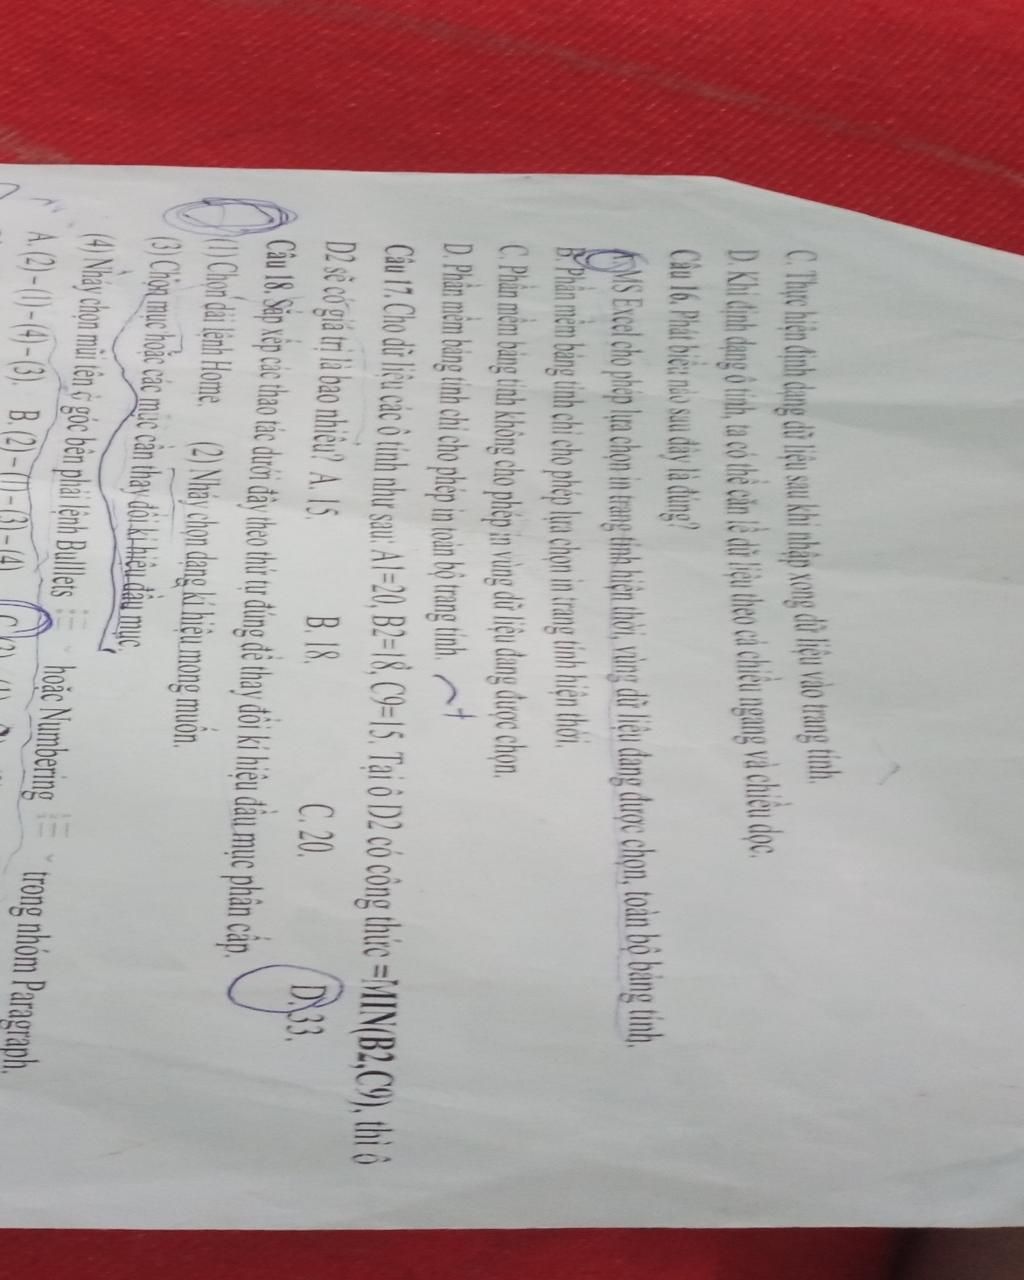 C. Thực hiện định dạng dữ liệu sau khi nhập xong dữ liệu vào trang tính.
D. Khi định dạng ô tính, ta có thể căn lề dữ liệu theo cả chiều ngang và chiều dọc.
Câu 16. Phát biểu nào sau đây là đúng?
MS Excel cho phép lựa chọn in trang tính hiện thời, vùng dữ liệu đang được chọn, toàn bộ bảng tính.
B. Phần mềm bảng tính chỉ cho phép lựa chọn in trang tính hiện thời.
C. Phần mềm bảng tính không cho phép in vùng dữ liệu đang được chọn.
D. Phần mềm bảng tính chỉ cho phép in toàn bộ trang tính.
Câu 17. Cho dữ liệu các ô tính như sau: A1=20, B2=18, C9=15. Tại ô D2 có công thức =MIN(B2,C9), thì ô
D2 sẽ có giá trị là bao nhiêu? A. 15. B. 18. C. 20. D. 33.
Câu 18. Sắp xếp các thao tác dưới đây theo thứ tự đúng để thay đổi kí hiệu đầu mục phân cấp.
(1) Chọn dải lệnh Home. (2) Nháy chọn dạng kí hiệu mong muốn.
(3) Chọn mục hoặc các mục cần thay đổi kí hiệu đầu mục.
(4) Nháy chọn mũi tên ở góc bên phải lệnh Bullets hoặc Numbering trong nhóm Paragraph.
A. (2) – (1) – (4) – (3). B. (2) – (1) – (3) – (4)